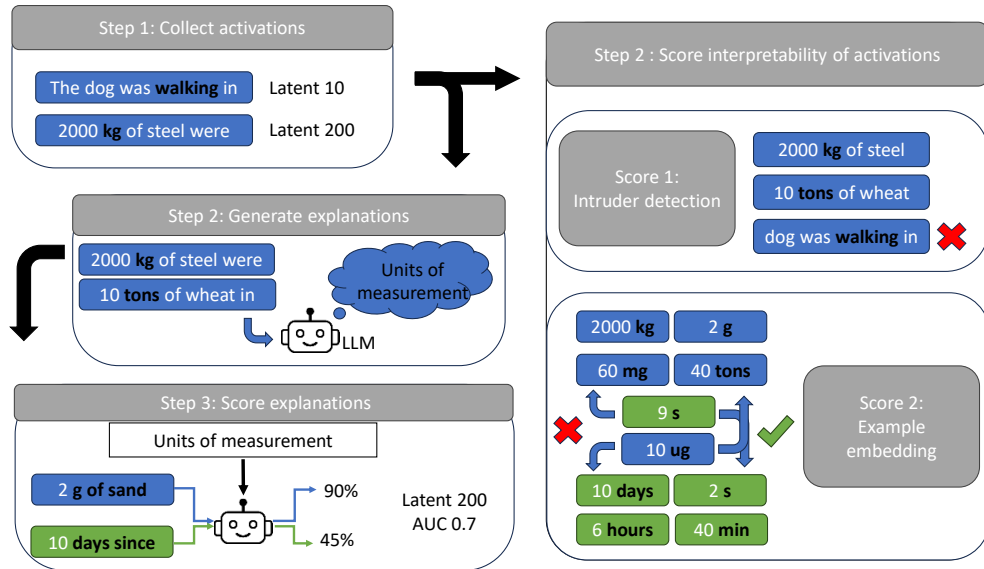 Step 1: Collect activations
The dog was walking in
Latent 10
2000 kg of steel were
Latent 200
Step 2: Generate explanations
2000 kg of steel were
10 tons of wheat in
Units of
measurement
LLM
Step 3: Score explanations
Units of measurement
2 g of sand
90%
10 days since
45%
Latent 200
AUC 0.7
Step 2 : Score interpretability of activations
Score 1:
Intruder detection
2000 kg of steel
10 tons of wheat
dog was walking in
2000 kg
2 g
60 mg
40 tons
9 s
10 ug
10 days
2 s
6 hours
40 min
Score 2:
Example
embedding